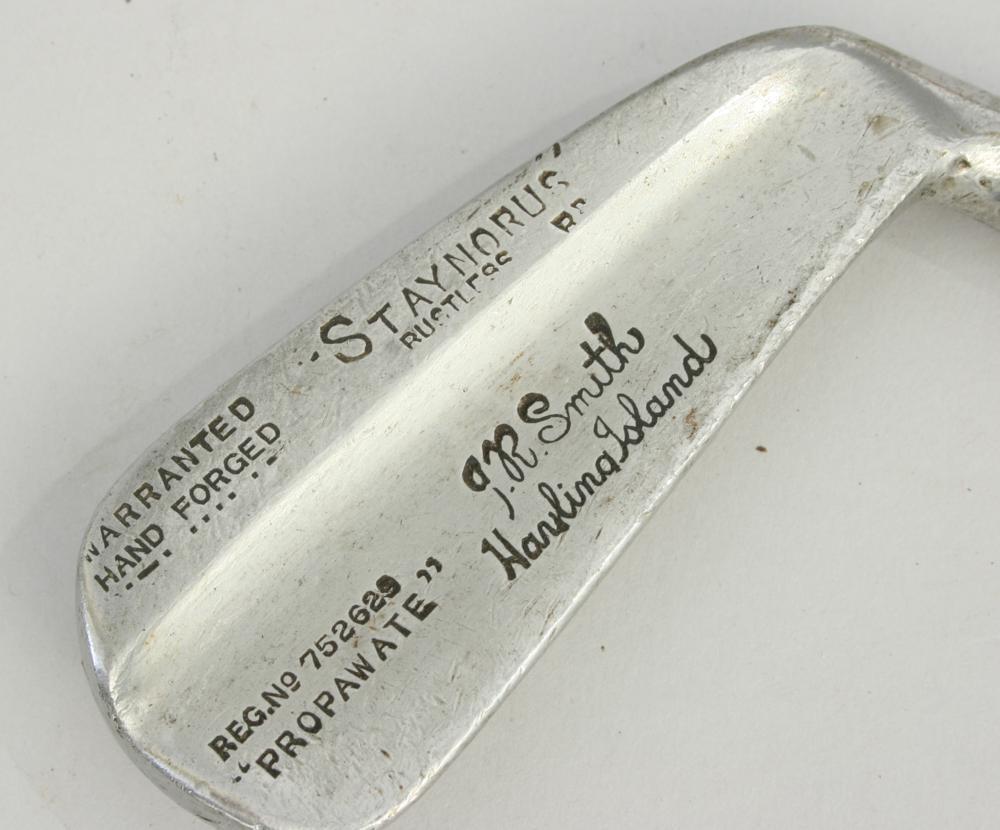 "STAYNORUS"
RUSTLESS
WARRANTED
HAND FORGED
J.R. Smith
Hayling Island
REG.No 752629
"PROPAWATE"